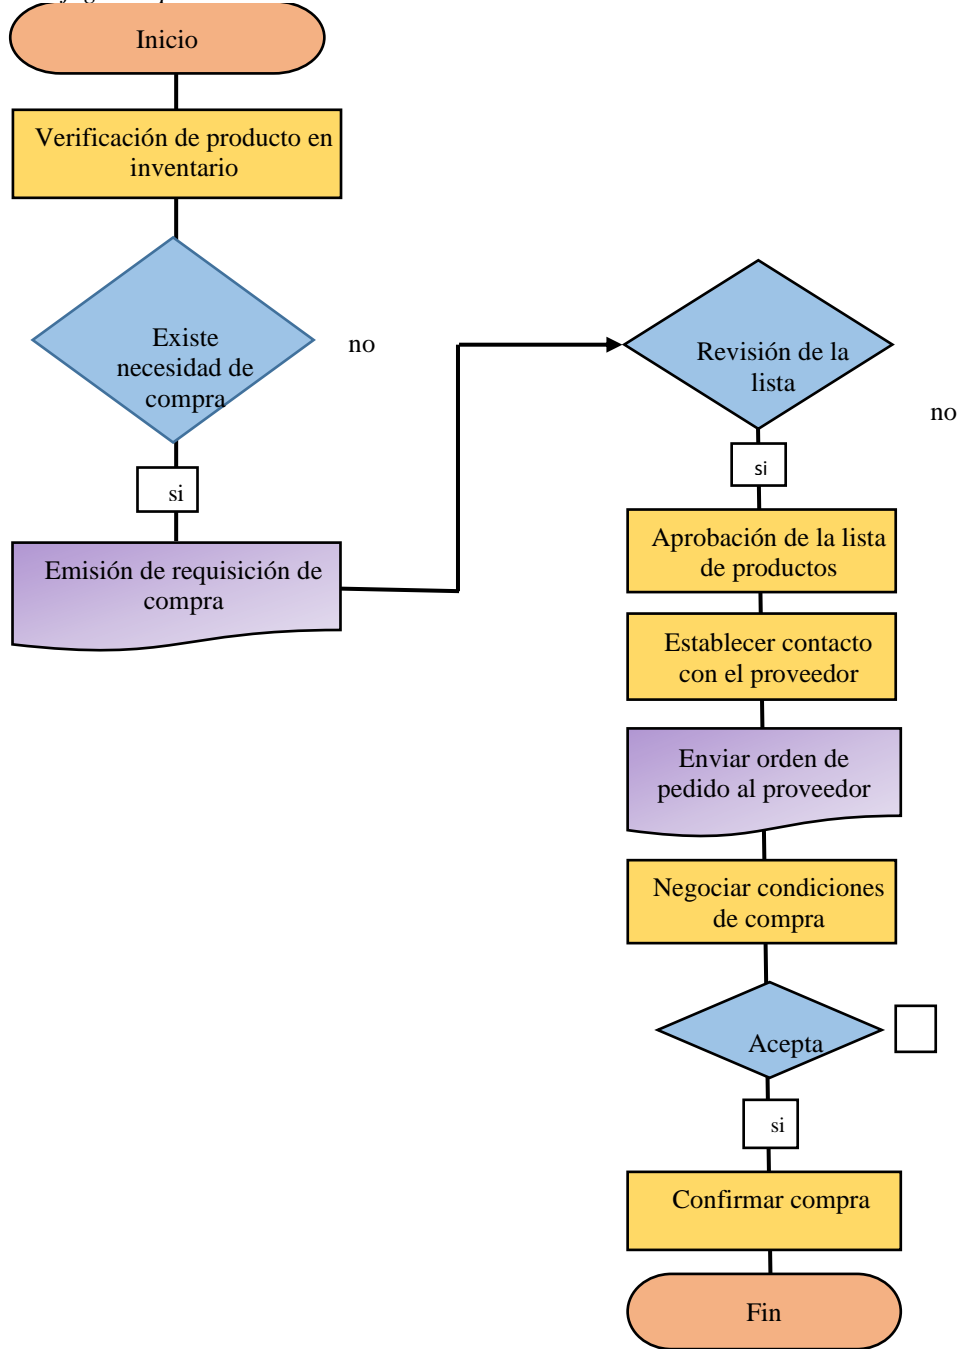 Inicio
Verificación de producto en
inventario
Existe
necesidad de
compra
no
si
Emisión de requisición de
compra
Revisión de la
lista
no
si
Aprobación de la lista
de productos
Establecer contacto
con el proveedor
Enviar orden de
pedido al proveedor
Negociar condiciones
de compra
Acepta
si
Confirmar compra
Fin